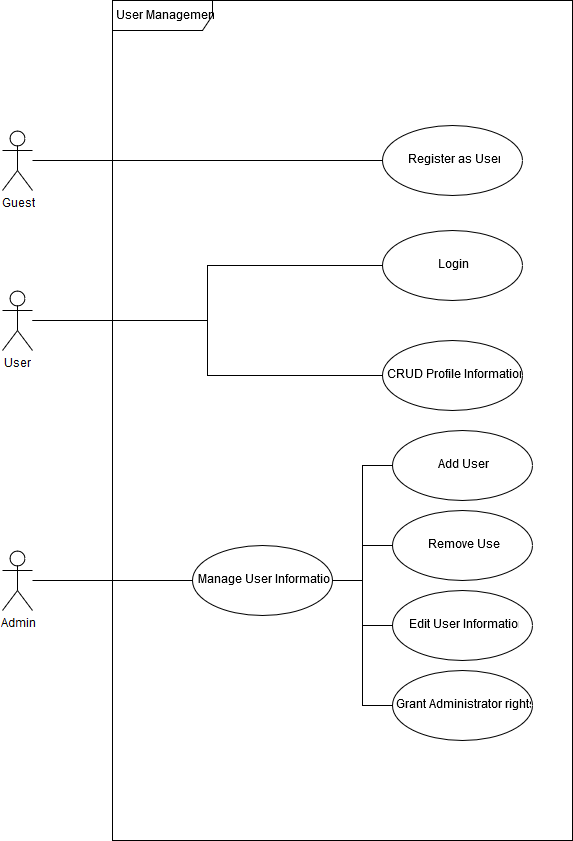 User Managemen
Register as User
Guest
Login
User
CRUD Profile Information
Add User
Remove Use
Manage User Informatio
Admin
Edit User Informatio
Grant Administrator rights